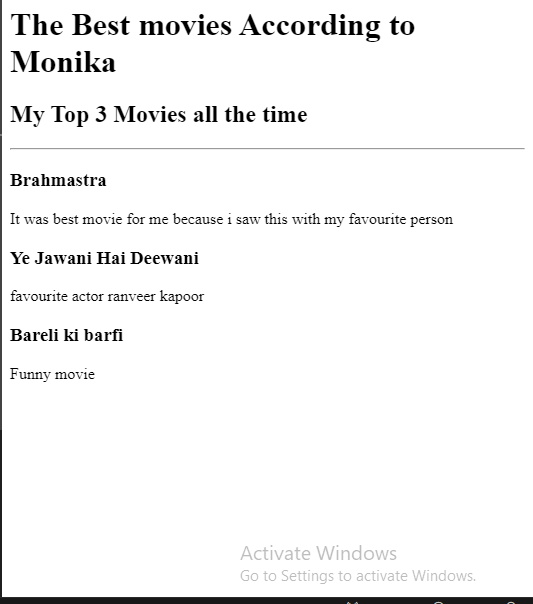 The Best movies According to
Monika
My Top 3 Movies all the time
Brahmastra
It was best movie for me because i saw this with my favourite person
Ye Jawani Hai Deewani
favourite actor ranveer kapoor
Bareli ki barfi
Funny movie
Activate Windows
Go to Settings to activate Windows.